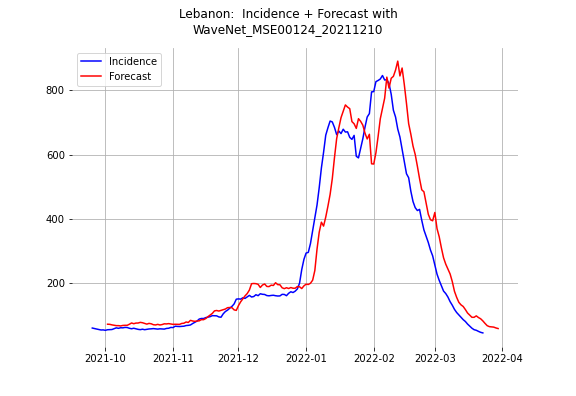 Lebanon:  Incidence + Forecast with
WaveNet_MSE00124_20211210
Incidence
Forecast
800
600
400
200
2021-10
2021-11
2021-12
2022-01
2022-02
2022-03
2022-04